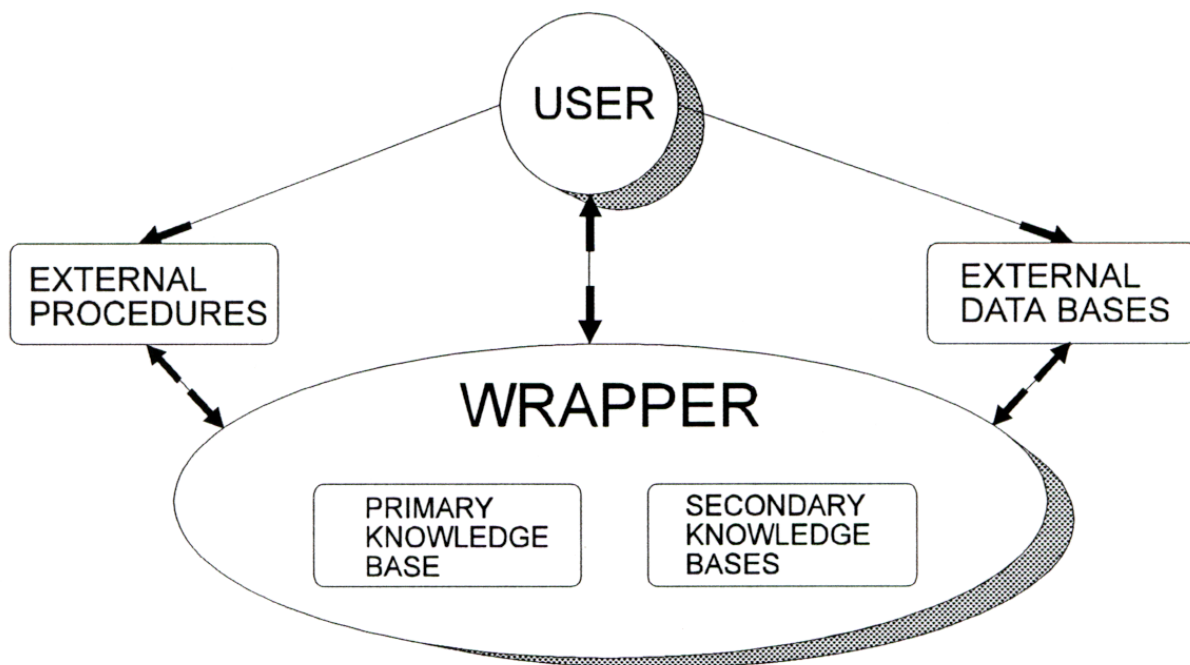 USER
EXTERNAL
PROCEDURES
EXTERNAL
DATA BASES
WRAPPER
PRIMARY
KNOWLEDGE
BASE
SECONDARY
KNOWLEDGE
BASES